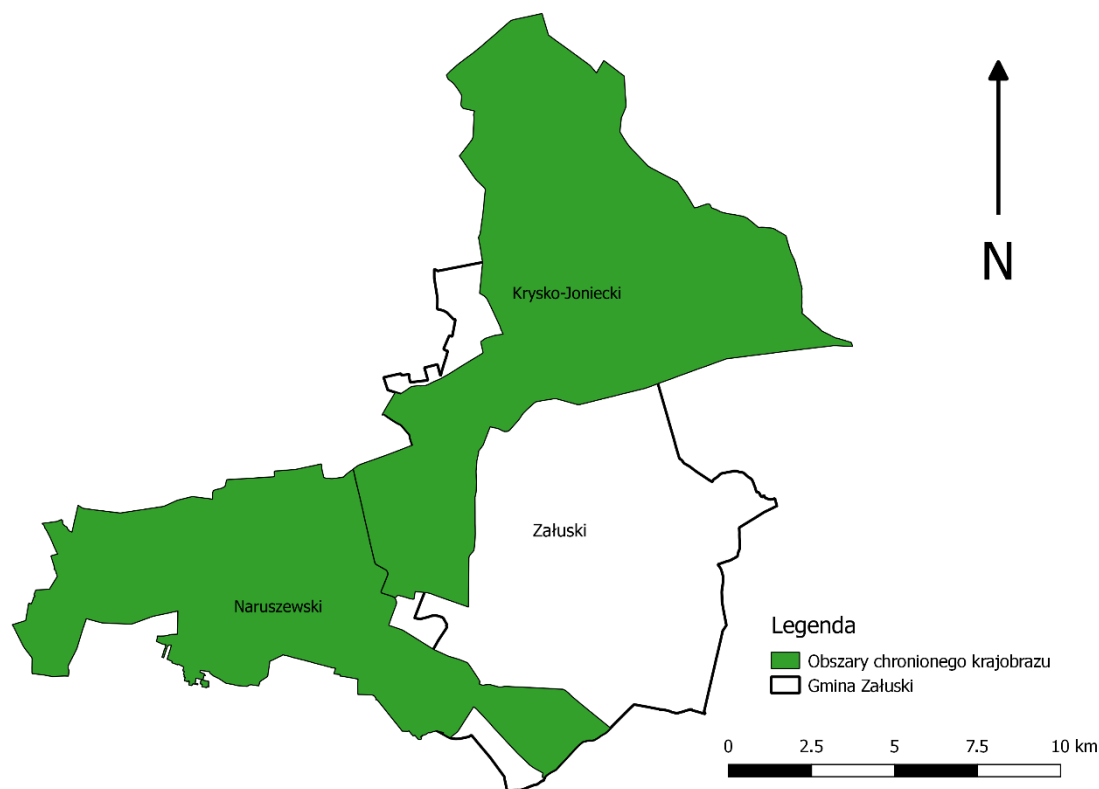 N
Krysko-Joniecki
Załuski
Naruszewski
Legenda
Obszary chronionego krajobrazu
Gmina Załuski
0 2.5 5 7.5 10 km